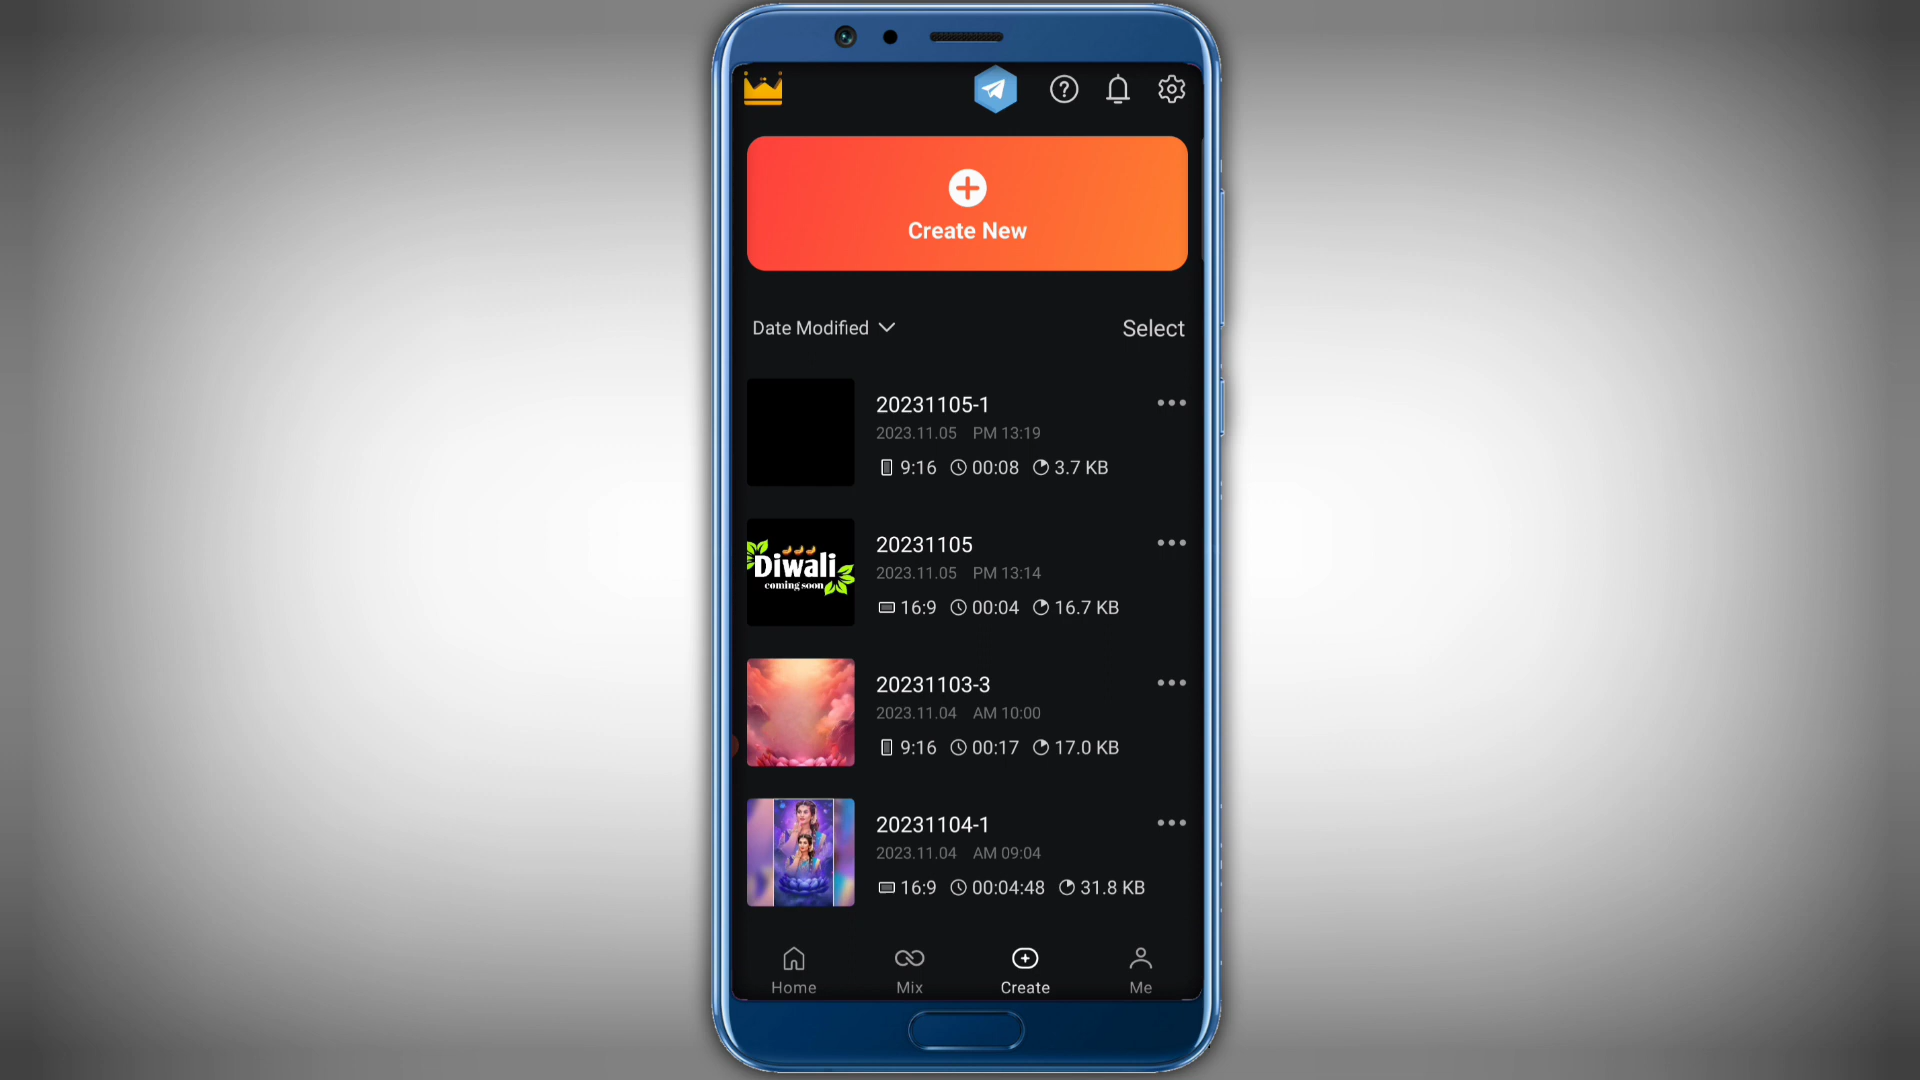 Create New
Date Modified
Select
20231105-1
2023.11.05 PM 13:19
9:16 00:08 3.7 KB
Diwali
coming soon
20231105
2023.11.05 PM 13:14
16:9 00:04 16.7 KB
20231103-3
2023.11.04 AM 10:00
9:16 00:17 17.0 KB
20231104-1
2023.11.04 AM 09:04
16:9 00:04:48 31.8 KB
Home
Mix
Create
Me